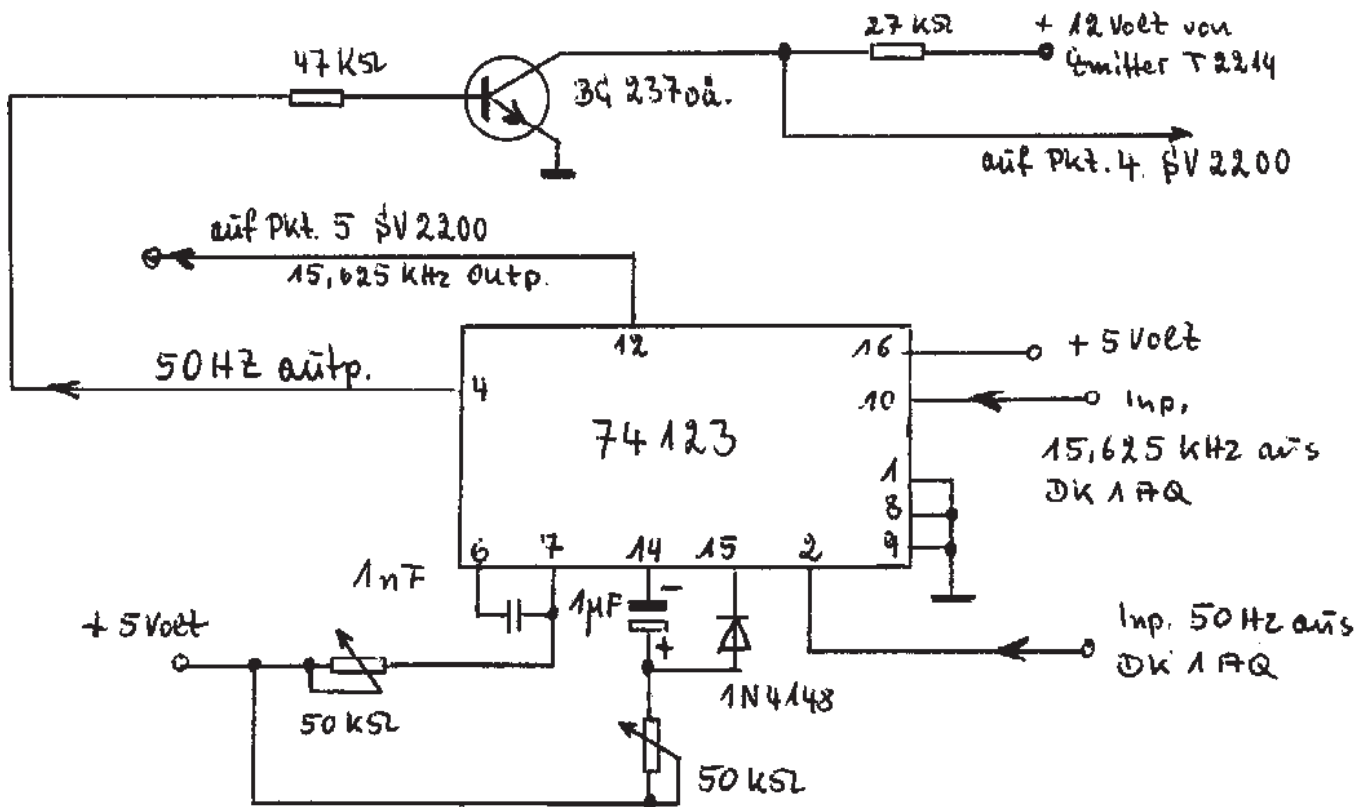 27 KΩ
+ 12 Volt von
Emitter T 2214
47 KΩ
BC 237 oä.
auf Pkt. 4. SV 2200
auf Pkt. 5 SV 2200
15,625 kHz Outp.
50 HZ autp.
12
16
+ 5 Volt
4
10
Inp.
74123
15,625 kHz aus
DK 1 AQ
1
8
9
6
7
14
15
2
1nF
1µF
-
+
+ 5 Volt
Inp. 50 Hz aus
DK 1 AQ
1N4148
50 KΩ
50 KΩ